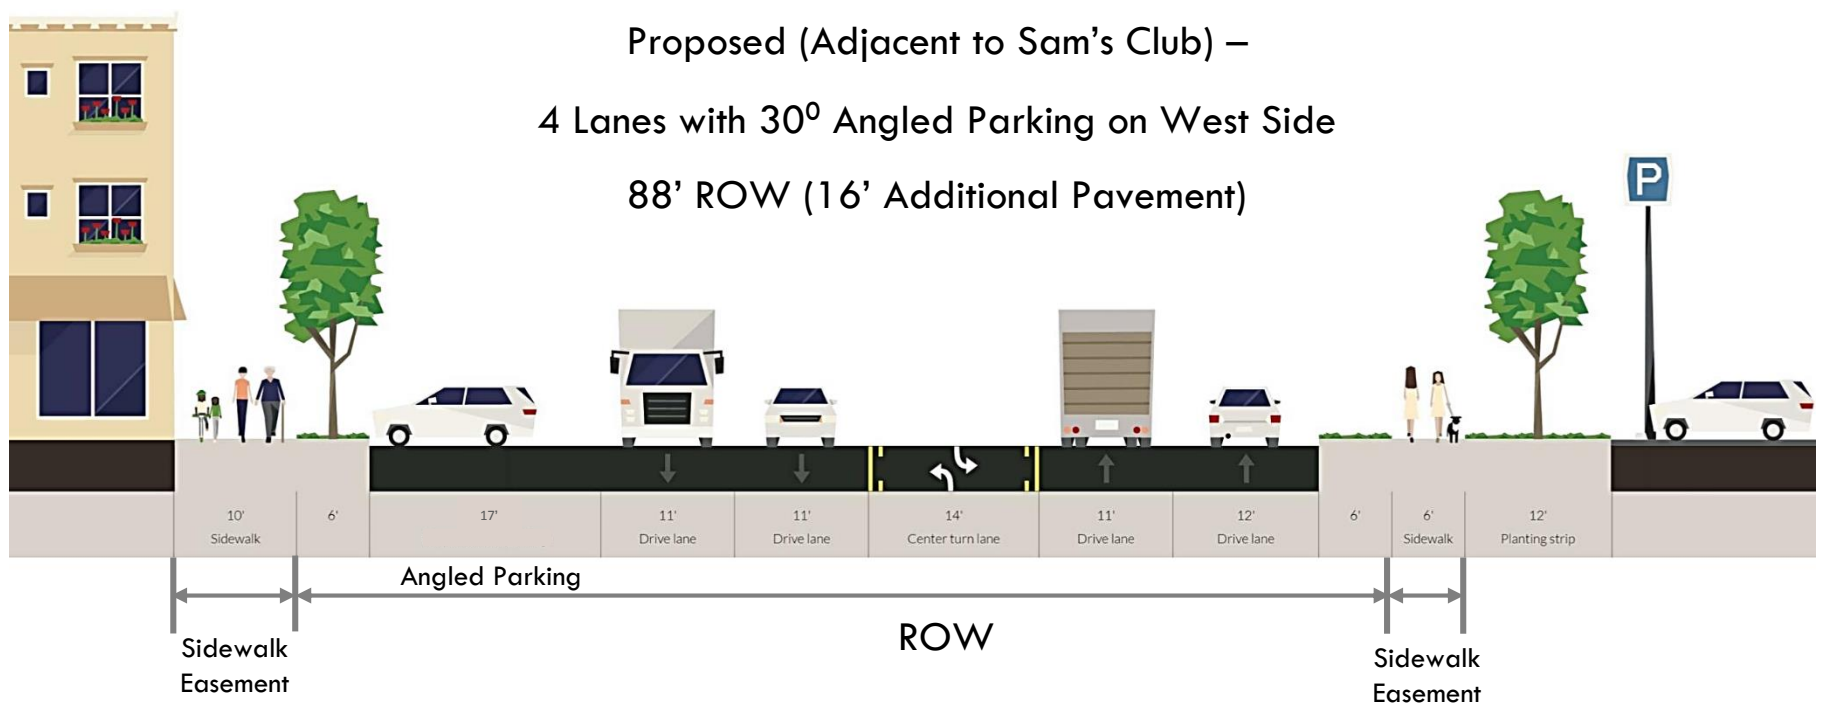 Proposed (Adjacent to Sam's Club) –
4 Lanes with 30⁰ Angled Parking on West Side
88' ROW (16' Additional Pavement)
P
10' 6' 17' 11' 11' 14' 11' 12' 6' 6' 12'
Sidewalk Drive lane Drive lane Center turn lane Drive lane Drive lane Sidewalk Planting strip
Angled Parking
ROW
Sidewalk
Easement
Sidewalk
Easement